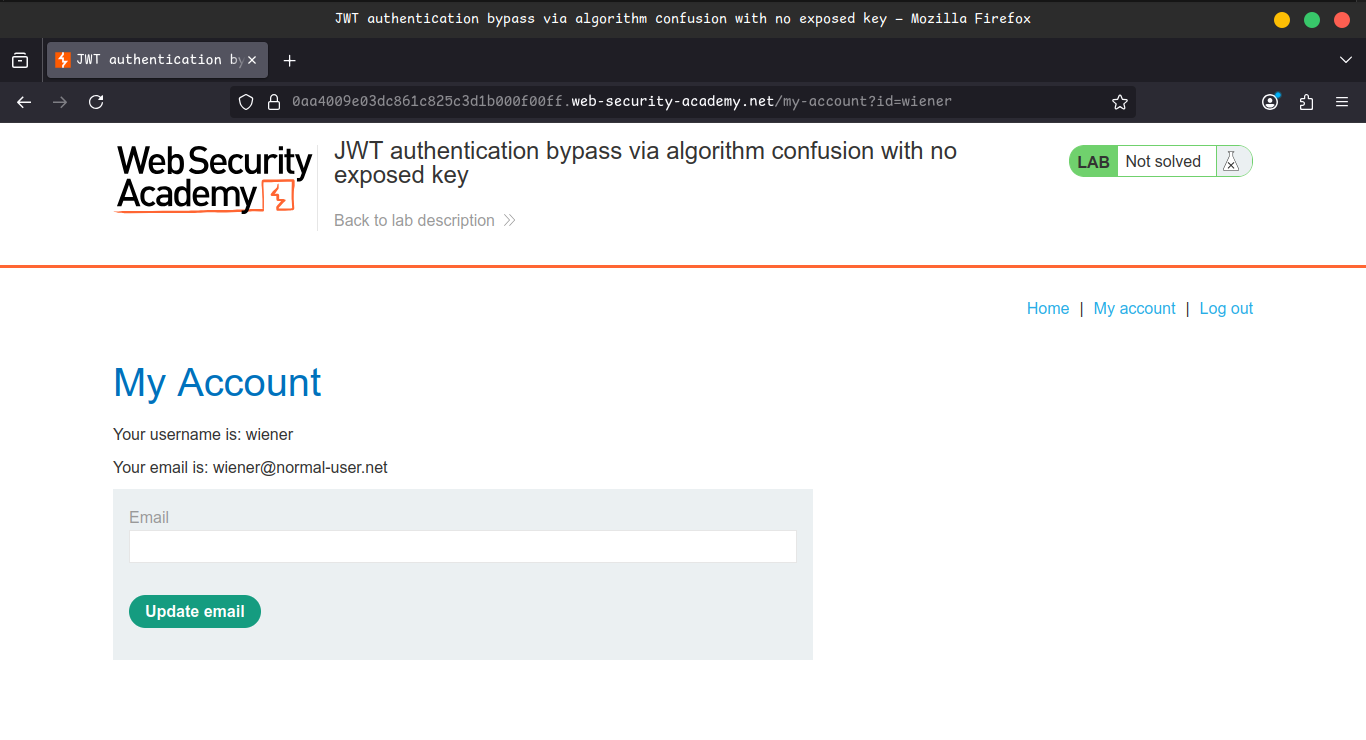 JWT authentication bypass via algorithm confusion with no exposed key – Mozilla Firefox
JWT authentication by
0aa4009e03dc861c825c3d1b000f00ff.web-security-academy.net/my-account?id=wiener
Web Security
Academy
JWT authentication bypass via algorithm confusion with no
exposed key
Back to lab description
LAB Not solved
Home | My account | Log out
My Account
Your username is: wiener
Your email is: wiener@normal-user.net
Email
Update email